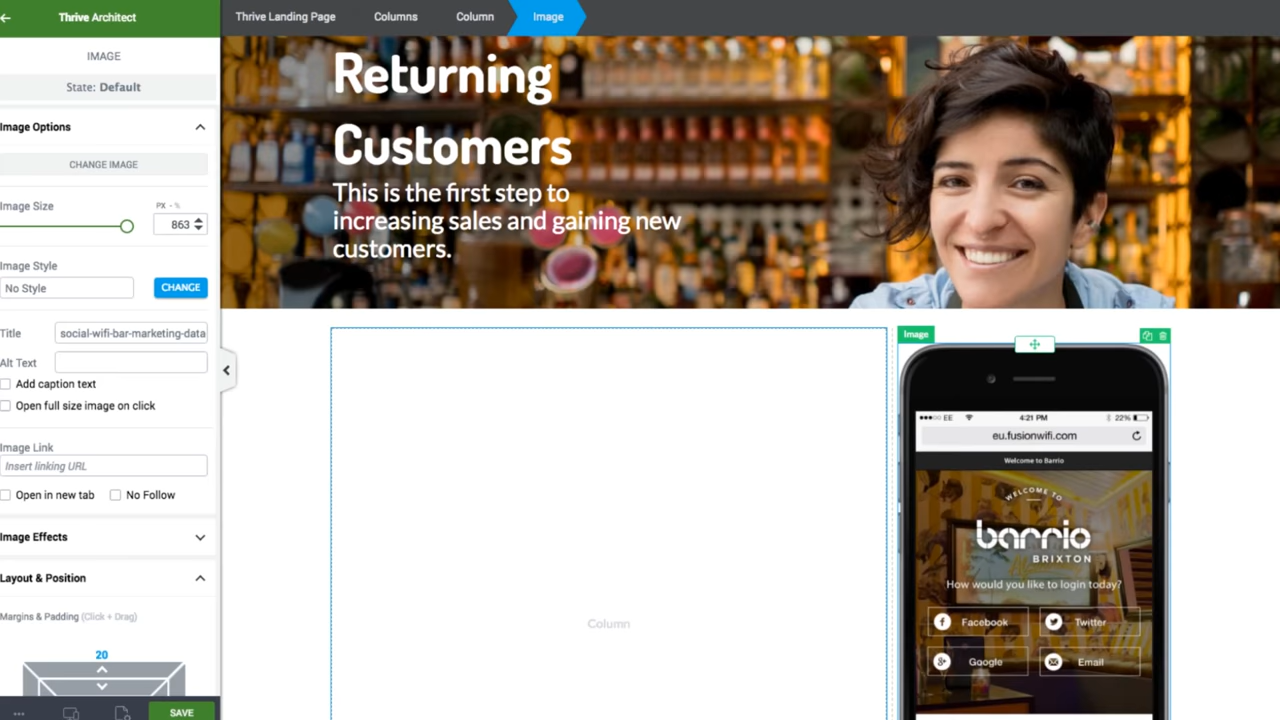 Thrive Architect
Thrive Landing Page
Columns
Column
Image
IMAGE
State: Default
Image Options
CHANGE IMAGE
Image Size
PX - %
863
Image Style
No Style
CHANGE
Title
social-wifi-bar-marketing-data
Alt Text
Add caption text
Open full size image on click
Image Link
Insert linking URL
Open in new tab
No Follow
Image Effects
Layout & Position
Margins & Padding (Click + Drag)
20
SAVE
Returning
Customers
This is the first step to
increasing sales and gaining new
customers.
Column
Image
EE
4:21 PM
22%
eu.fusionwifi.com
Welcome to Barrio
WELCOME TO
barrio
BRIXTON
How would you like to login today?
Facebook
Twitter
Google
Email